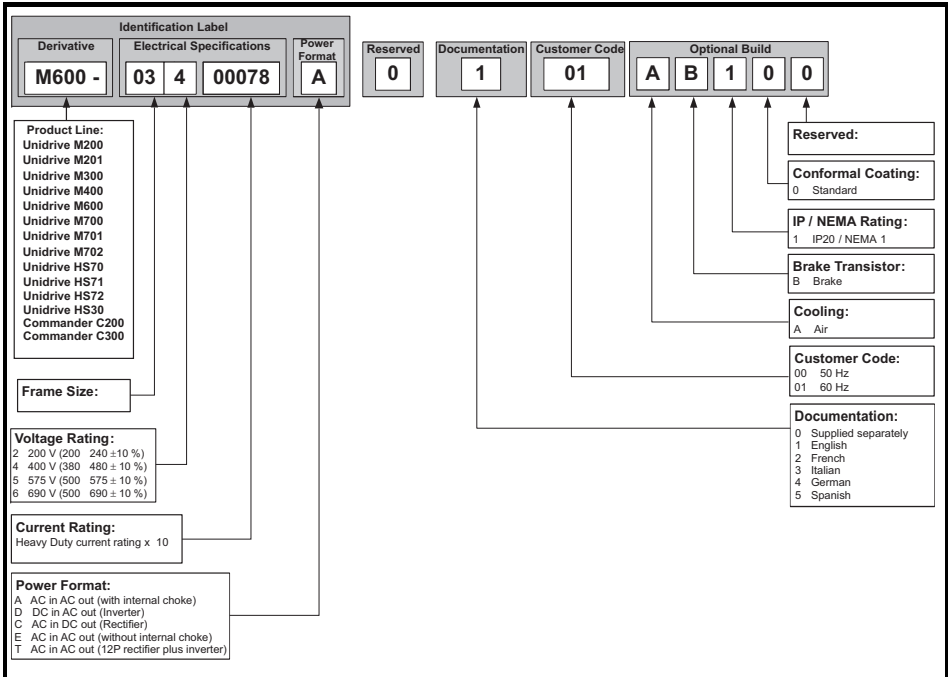 Identification Label
Derivative
Electrical Specifications
Power
Format
Reserved
Documentation
Customer Code
Optional Build
M600 -
03 4 00078
A
0
1
01
A B 1 0 0
Product Line:
Unidrive M200
Unidrive M201
Unidrive M300
Unidrive M400
Unidrive M600
Unidrive M700
Unidrive M701
Unidrive M702
Unidrive HS70
Unidrive HS71
Unidrive HS72
Unidrive HS30
Commander C200
Commander C300
Frame Size:
Voltage Rating:
2 200 V (200 240 ±10 %)
4 400 V (380 480 ± 10 %)
5 575 V (500 575 ± 10 %)
6 690 V (500 690 ± 10 %)
Current Rating:
Heavy Duty current rating x 10
Power Format:
A AC in AC out (with internal choke)
D DC in AC out (Inverter)
C AC in DC out (Rectifier)
E AC in AC out (without internal choke)
T AC in AC out (12P rectifier plus inverter)
Reserved:
Conformal Coating:
0 Standard
IP / NEMA Rating:
1 IP20 / NEMA 1
Brake Transistor:
B Brake
Cooling:
A Air
Customer Code:
00 50 Hz
01 60 Hz
Documentation:
0 Supplied separately
1 English
2 French
3 Italian
4 German
5 Spanish